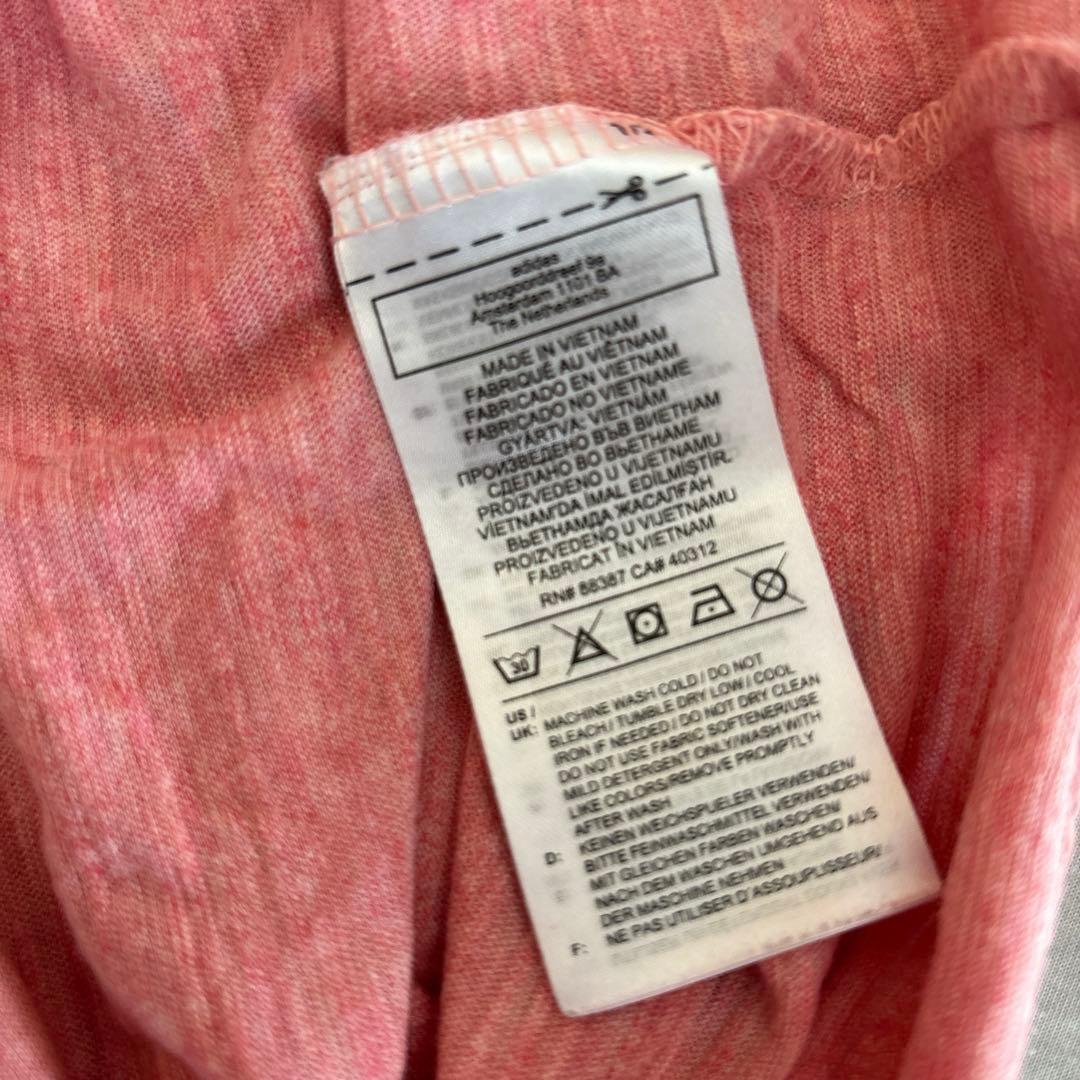 adidas
Hoogoorddreef 9a
Amsterdam 1101 BA
The Netherlands
MADE IN VIETNAM
FABRIQUÉ AU VIÊTNAM
FABRICADO EN VIETNAM
FABRICADO NO VIETNAME
GYÁRTVA: VIETNÁM
ПРОИЗВЕДЕНО ВЪВ ВИЕТНАМ
СДЕЛАНО ВО ВЬЕТНАМЕ
PROIZVEDENO U VIJETNAMU
VİETNAM'DA İMAL EDİLMİŞTİR.
ВЬЕТНАМДА ЖАСАЛҒАН
PROIZVEDENO U VIJETNAMU
FABRICAT ÎN VIETNAM
RN# 88387 CA# 40312
30
US / UK: MACHINE WASH COLD / DO NOT
BLEACH / TUMBLE DRY LOW / COOL
IRON IF NEEDED / DO NOT DRY CLEAN
DO NOT USE FABRIC SOFTENER/USE
MILD DETERGENT ONLY/WASH WITH
LIKE COLORS/REMOVE PROMPTLY
AFTER WASH
D: KEINEN WEICHSPUELER VERWENDEN/
BITTE FEINWASCHMITTEL VERWENDEN/
MIT GLEICHEN FARBEN WASCHEN/
NACH DEM WASCHEN UMGEHEND AUS
DER MASCHINE NEHMEN
F: NE PAS UTILISER D'ASSOUPLISSEUR/